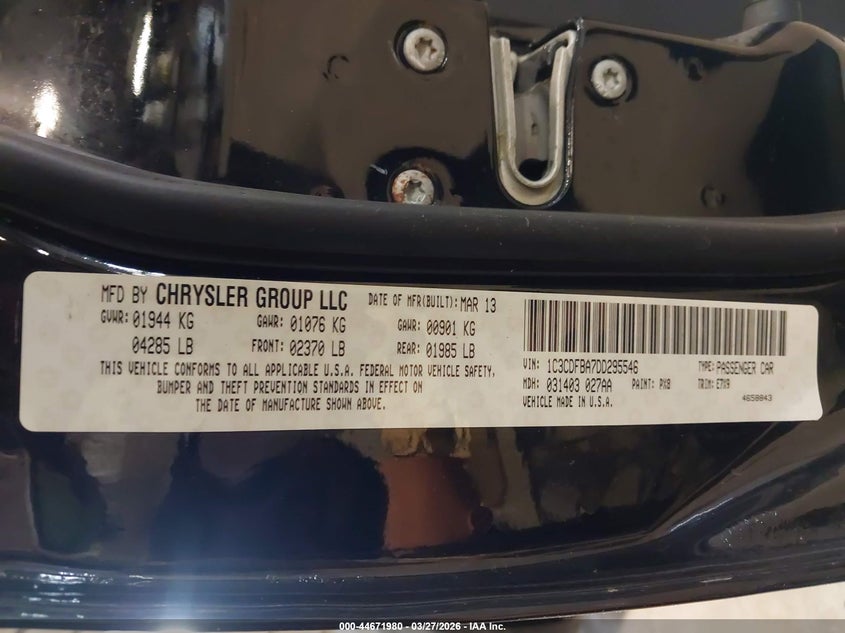 MFD BY CHRYSLER GROUP LLC DATE OF MFR(BUILT): MAR 13
GVWR: 01944 KG GAWR: 01076 KG GAWR: 00901 KG
04285 LB FRONT: 02370 LB REAR: 01985 LB
THIS VEHICLE CONFORMS TO ALL APPLICABLE U.S.A. FEDERAL MOTOR VEHICLE SAFETY,
BUMPER AND THEFT PREVENTION STANDARDS IN EFFECT ON
THE DATE OF MANUFACTURE SHOWN ABOVE.
VIN: 1C3CDFBA7DD295546 TYPE: PASSENGER CAR
MDH: 031403 027AA PAINT: PX8 TRIM: E7X9
VEHICLE MADE IN U.S.A. 4658843
000-44671980 — 03/27/2026 — IAA Inc.